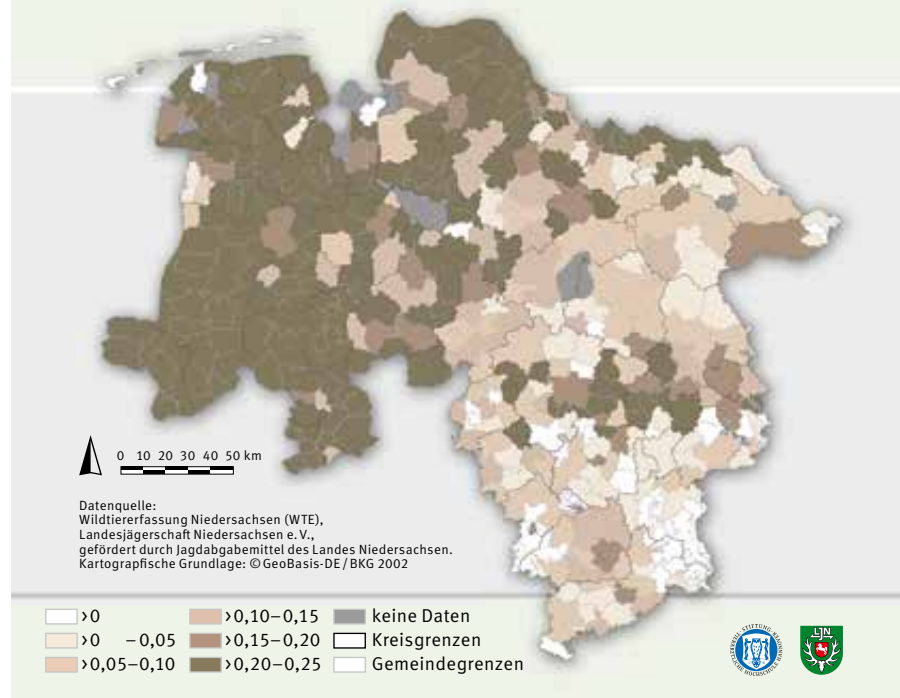 0 10 20 30 40 50 km
Datenquelle:
Wildtiererfassung Niedersachsen (WTE),
Landesjägerschaft Niedersachsen e. V.,
gefördert durch Jagdabgabemittel des Landes Niedersachsen.
Kartografische Grundlage: © GeoBasis-DE / BKG 2002
>0
>0 –0,05
>0,05–0,10
>0,10–0,15
>0,15–0,20
>0,20–0,25
keine Daten
Kreisgrenzen
Gemeindegrenzen
LJN